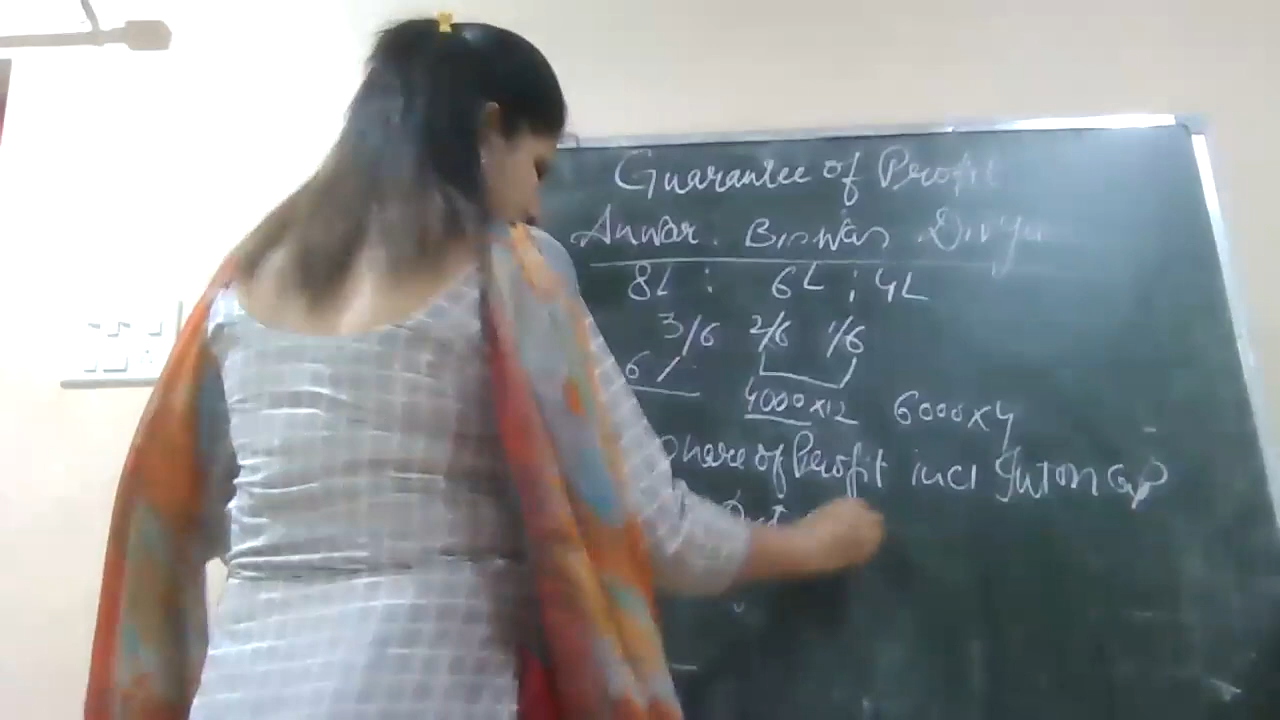 Guarantee of Profit
Anwar. Biswas Divya
8L : 6L : 4L
3/6 2/6 1/6
6%
4000x12 6000x4
Share of Profit incl Int on Cap